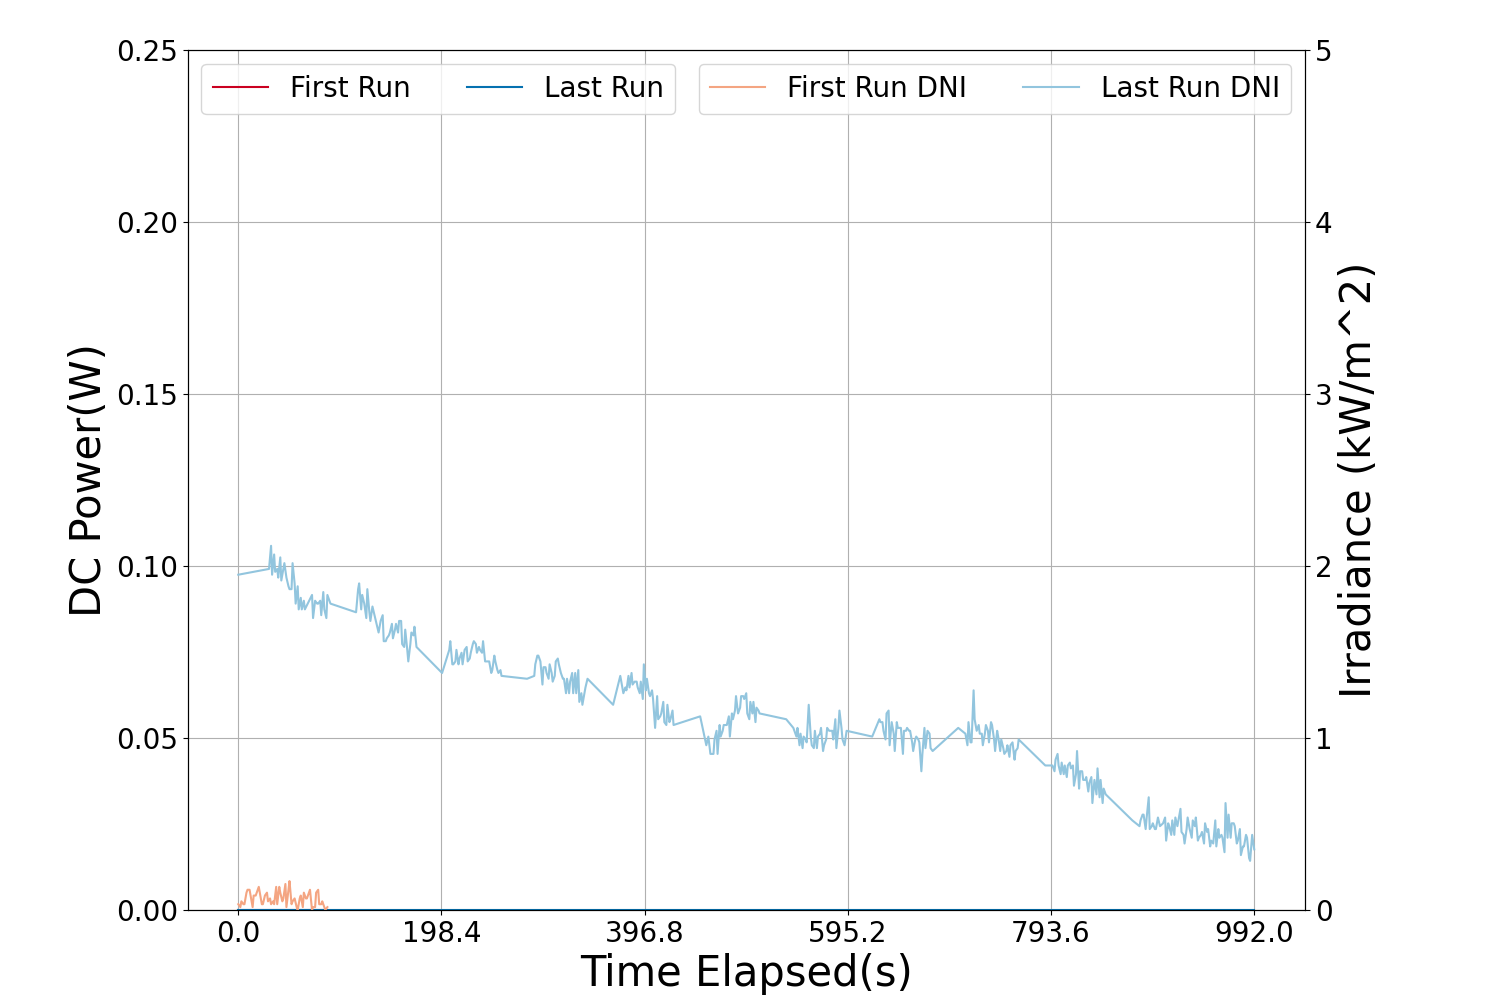 First Run
Last Run
First Run DNI
Last Run DNI
DC Power(W)
0.25
0.20
0.15
0.10
0.05
0.00
5
4
3
2
1
0
Irradiance (kW/m^2)
0.0 198.4 396.8 595.2 793.6 992.0
Time Elapsed(s)